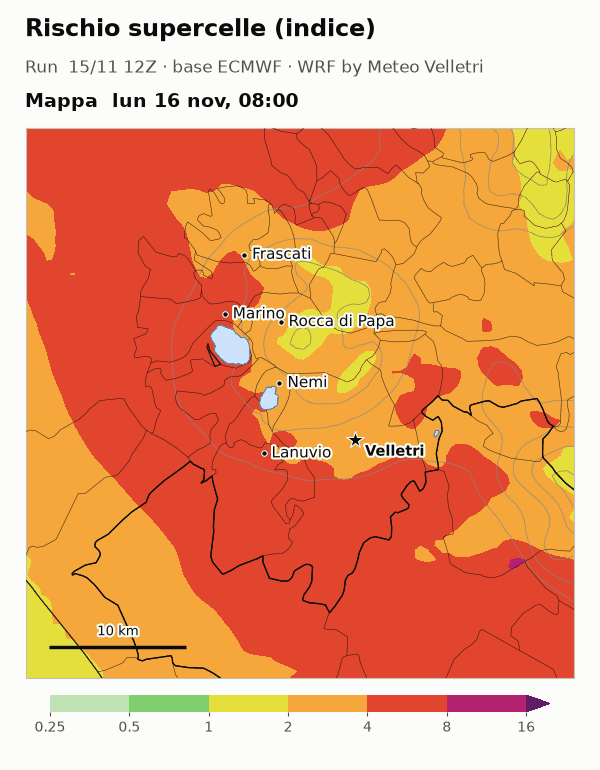 Rischio supercelle (indice)
Run  15/11 12Z · base ECMWF · WRF by Meteo Velletri
Mappa  lun 16 nov, 08:00
Frascati
Marino
Rocca di Papa
Nemi
Velletri
Lanuvio
10 km
0.25 0.5 1 2 4 8 16